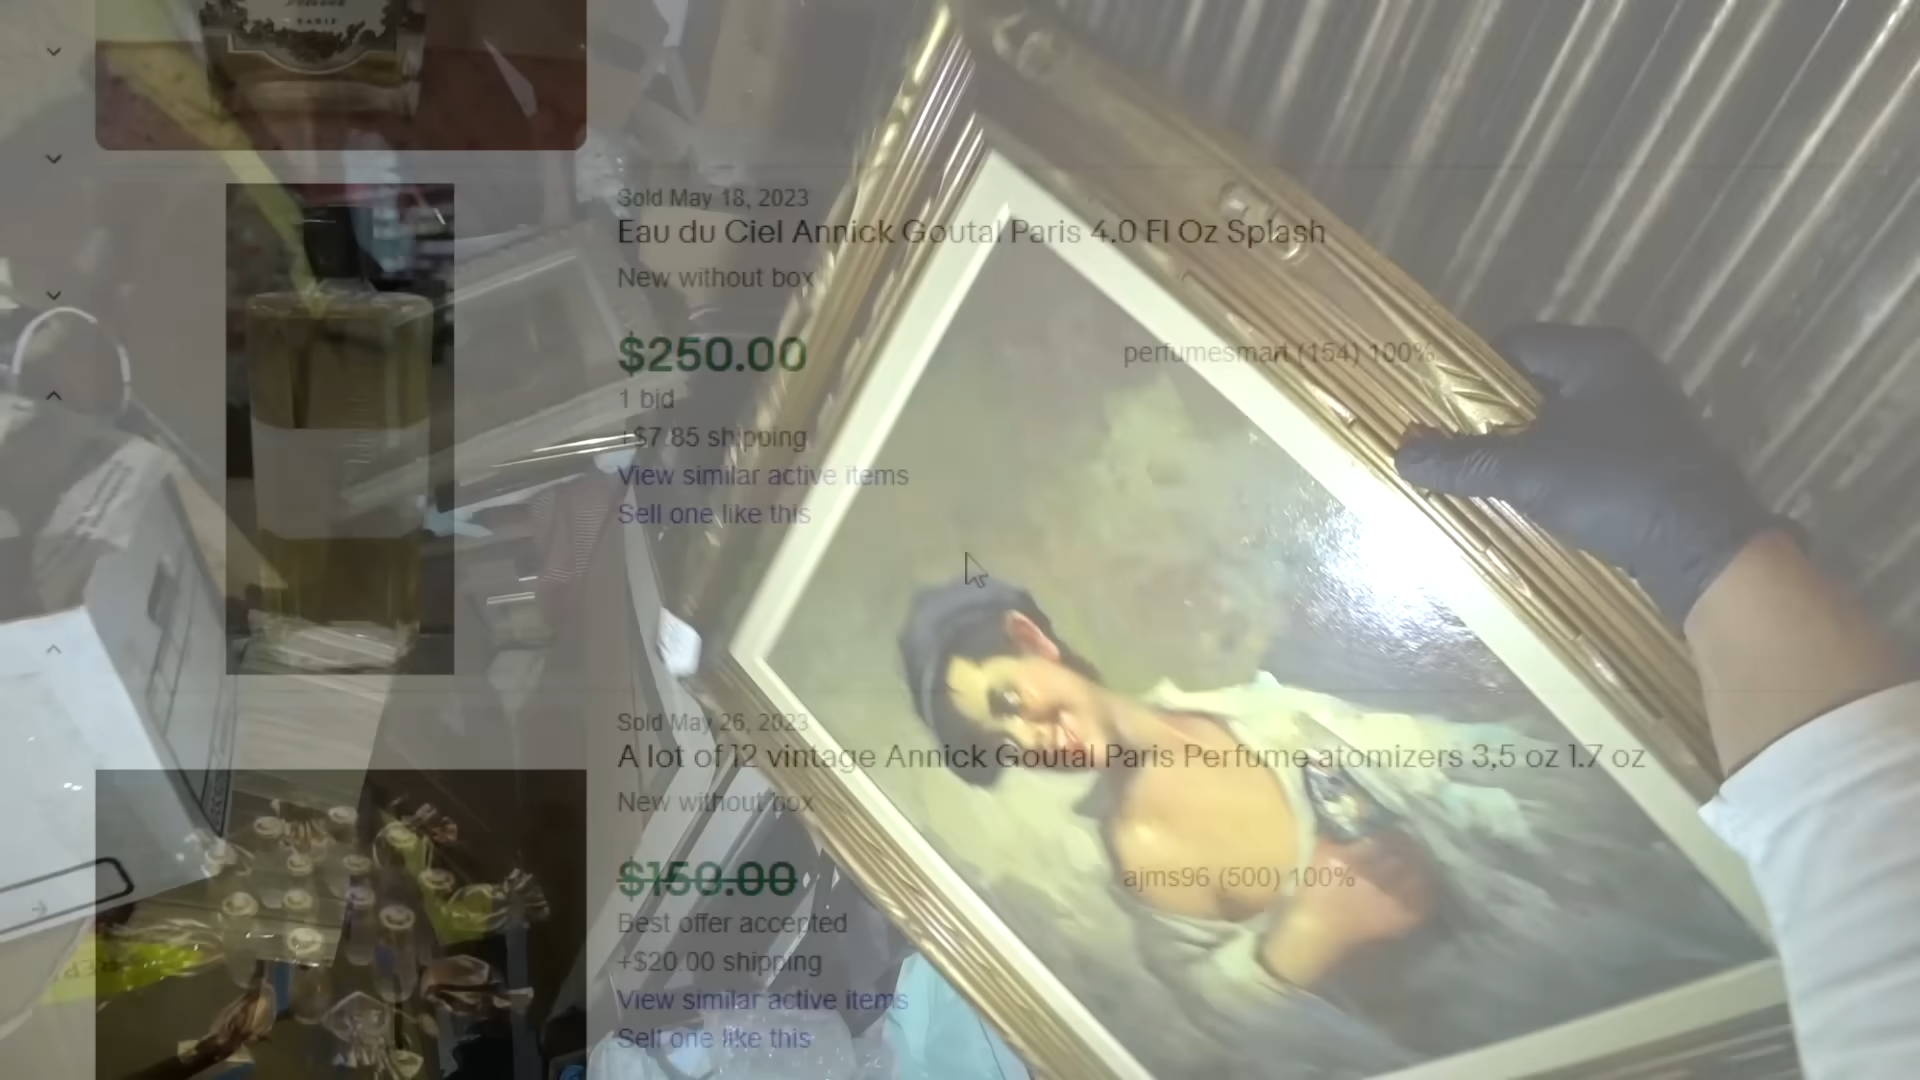 PARIS
Sold May 18, 2023
Eau du Ciel Annick Goutal Paris 4.0 Fl Oz Splash
New without box
$250.00
perfumesmart (154) 100%
1 bid
+$7.85 shipping
View similar active items
Sell one like this
Sold May 26, 2023
A lot of 12 vintage Annick Goutal Paris Perfume atomizers 3,5 oz 1.7 oz
New without box
$150.00
ajms96 (500) 100%
Best offer accepted
+$20.00 shipping
View similar active items
Sell one like this